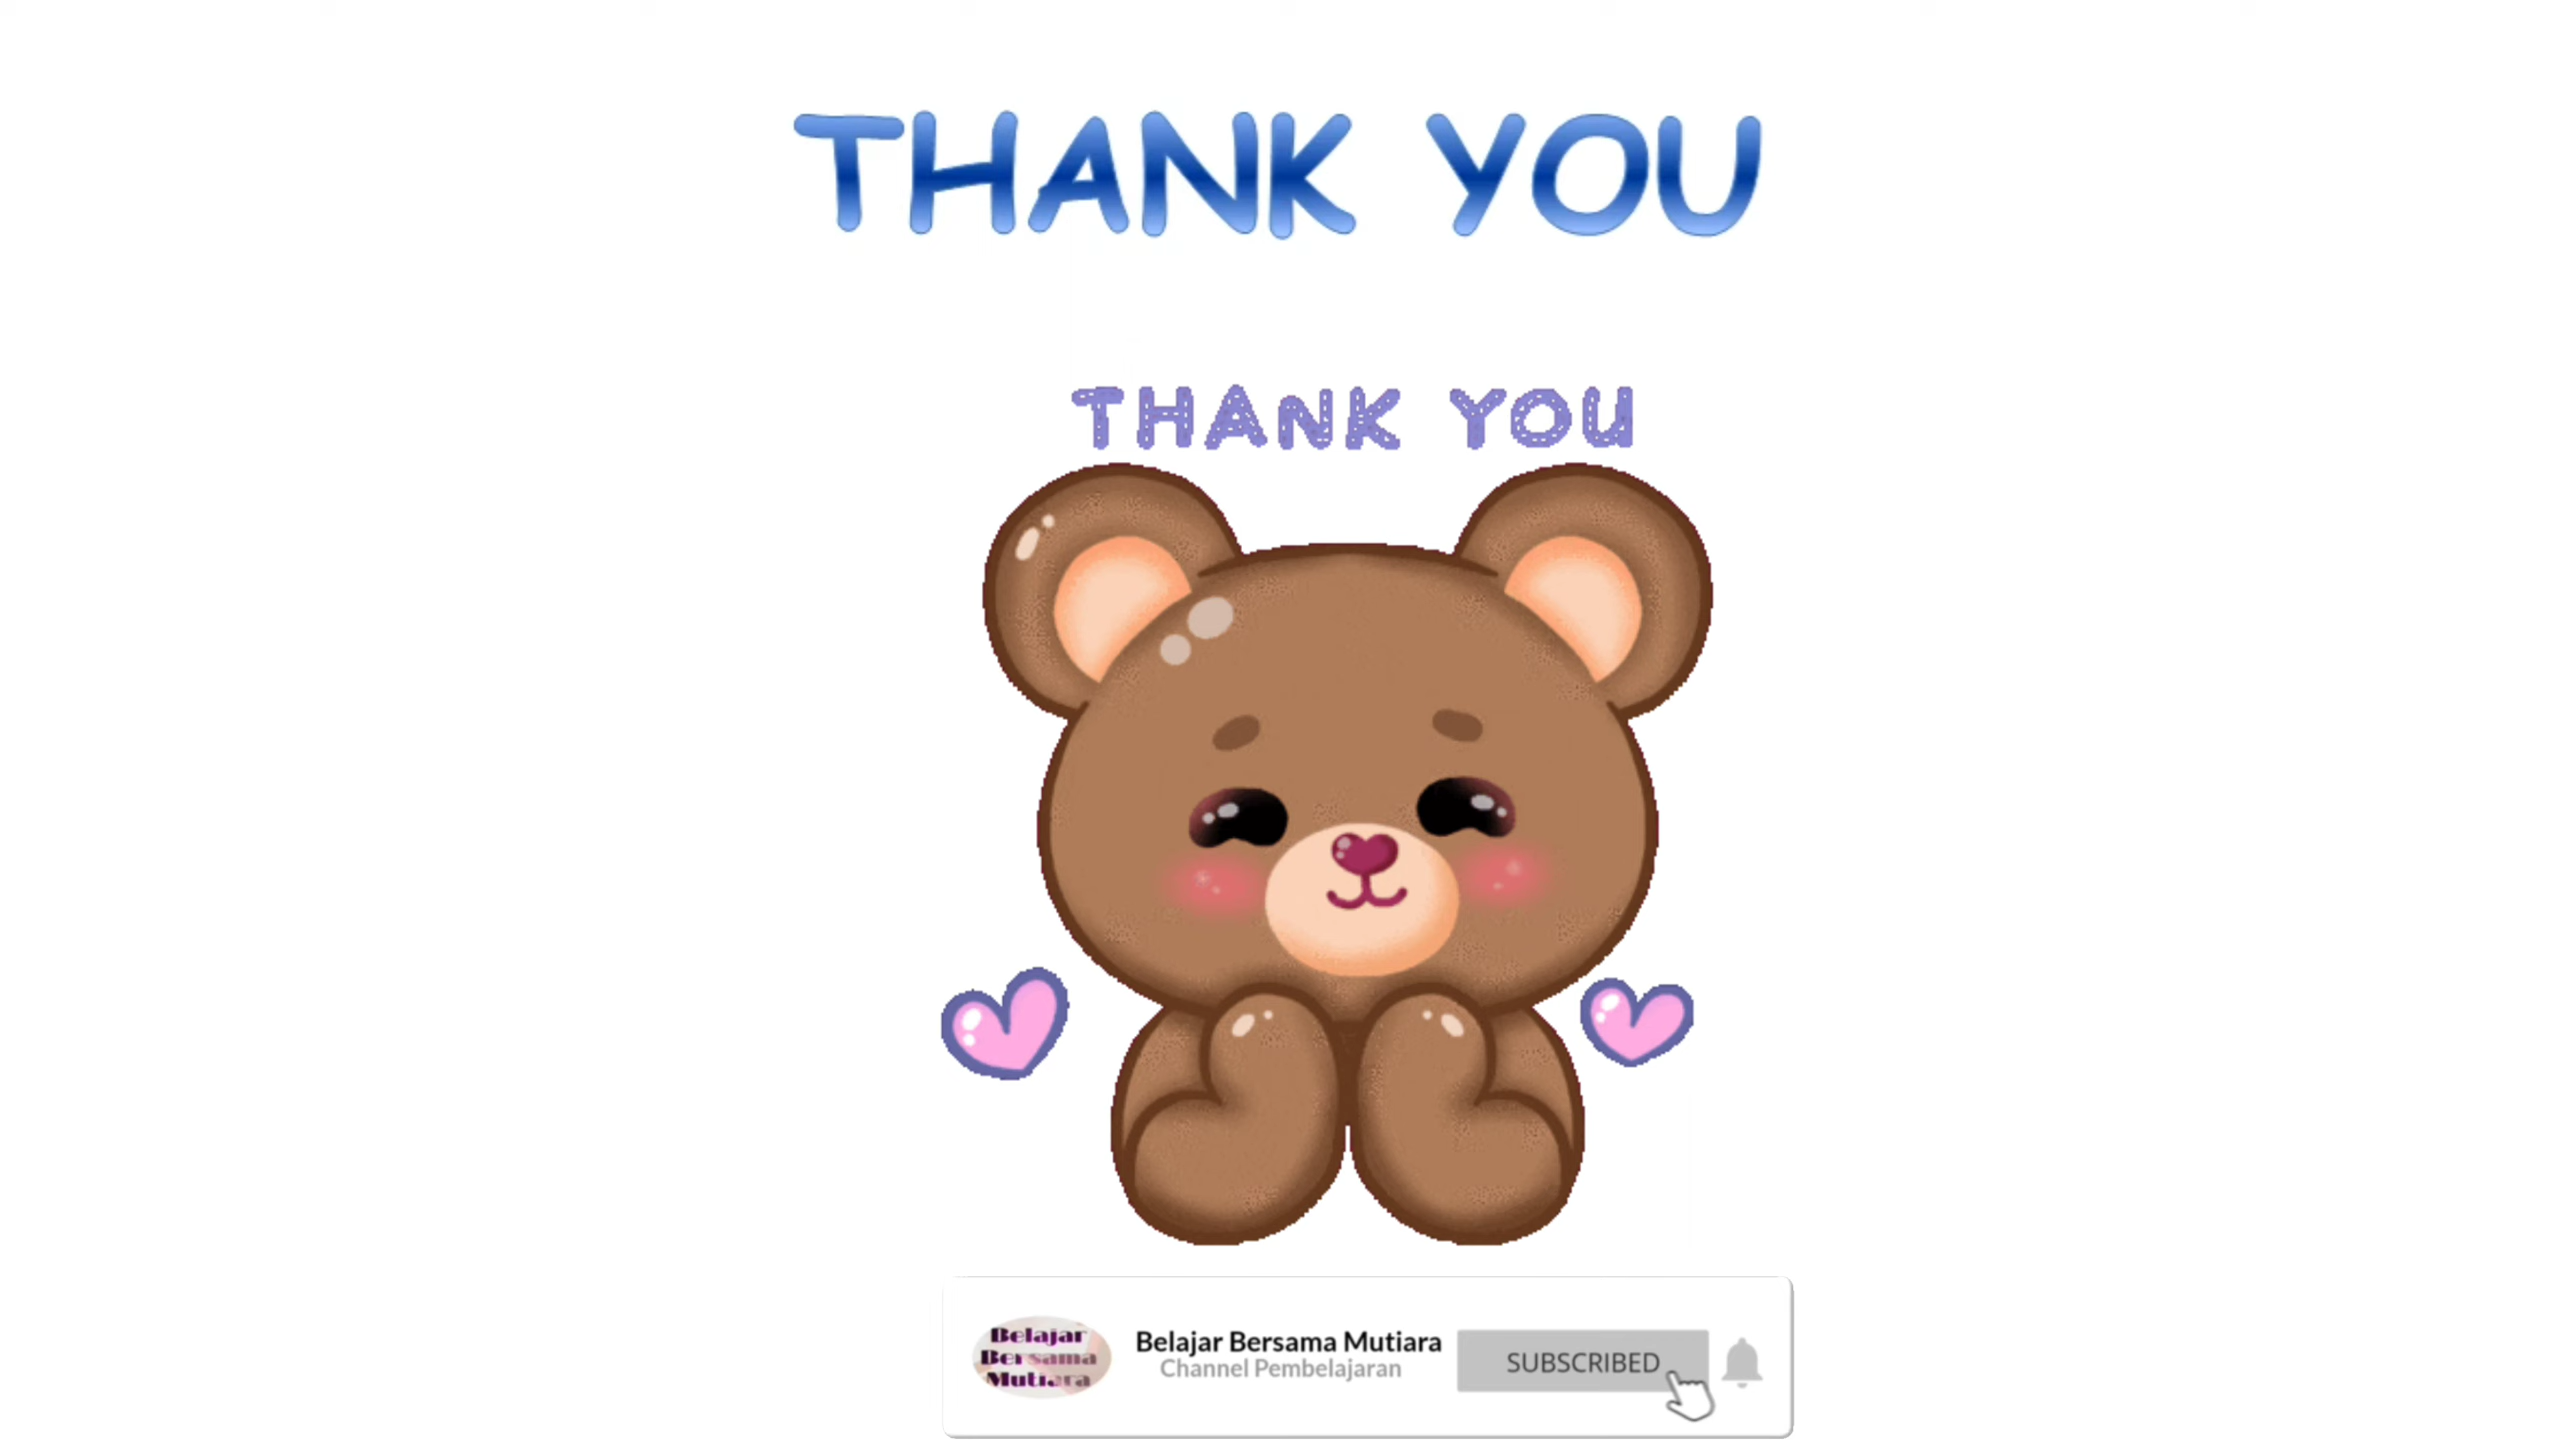 THANK YOU
THANK YOU
Belajar
Bersama
Mutiara
Belajar Bersama Mutiara
Channel Pembelajaran
SUBSCRIBED